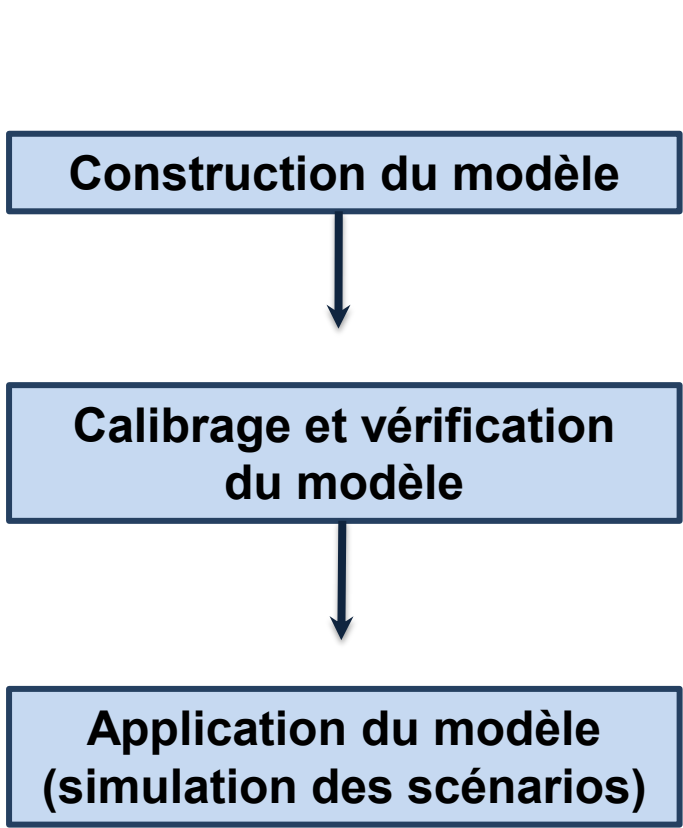 Construction du modèle
Calibrage et vérification
du modèle
Application du modèle
(simulation des scénarios)